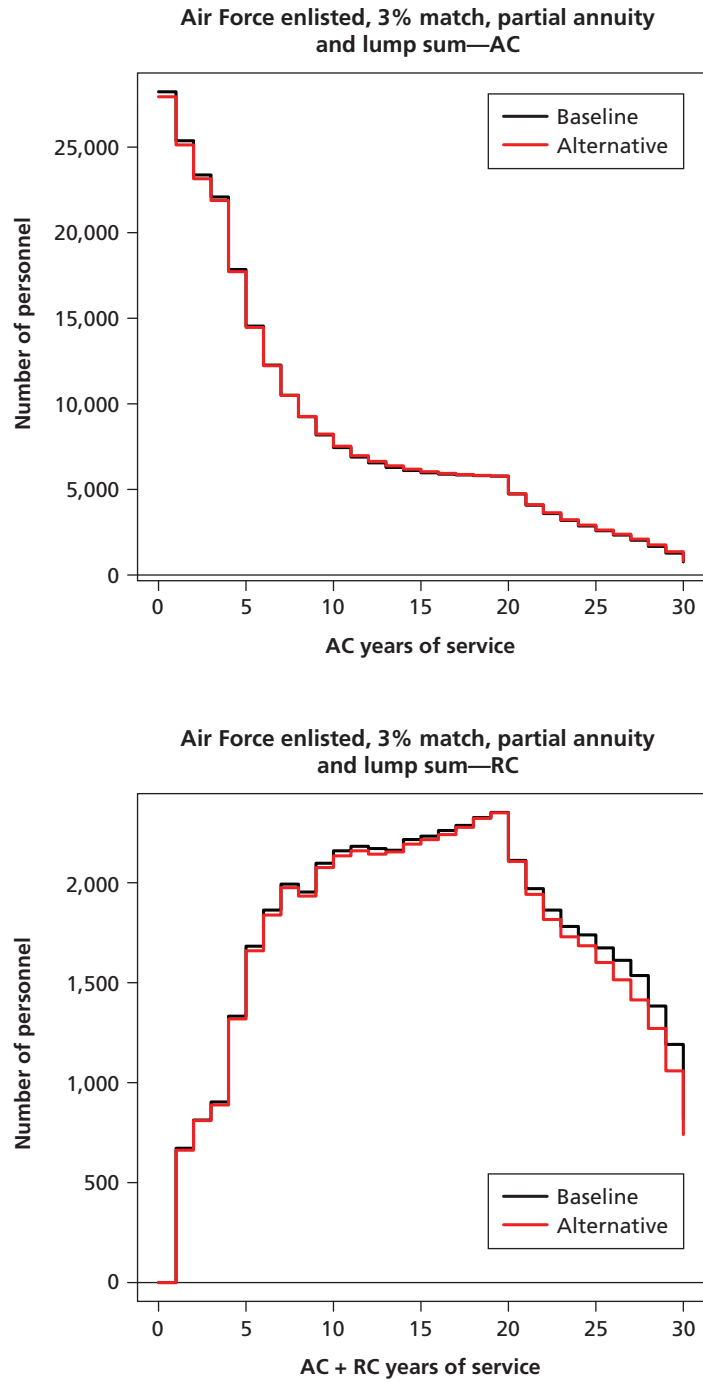 Air Force enlisted, 3% match, partial annuity
and lump sum—AC
Baseline
Alternative
25,000
20,000
15,000
10,000
5,000
0
Number of personnel
0 5 10 15 20 25 30
AC years of service
Air Force enlisted, 3% match, partial annuity
and lump sum—RC
2,000
1,500
1,000
500
0
Number of personnel
Baseline
Alternative
0 5 10 15 20 25 30
AC + RC years of service